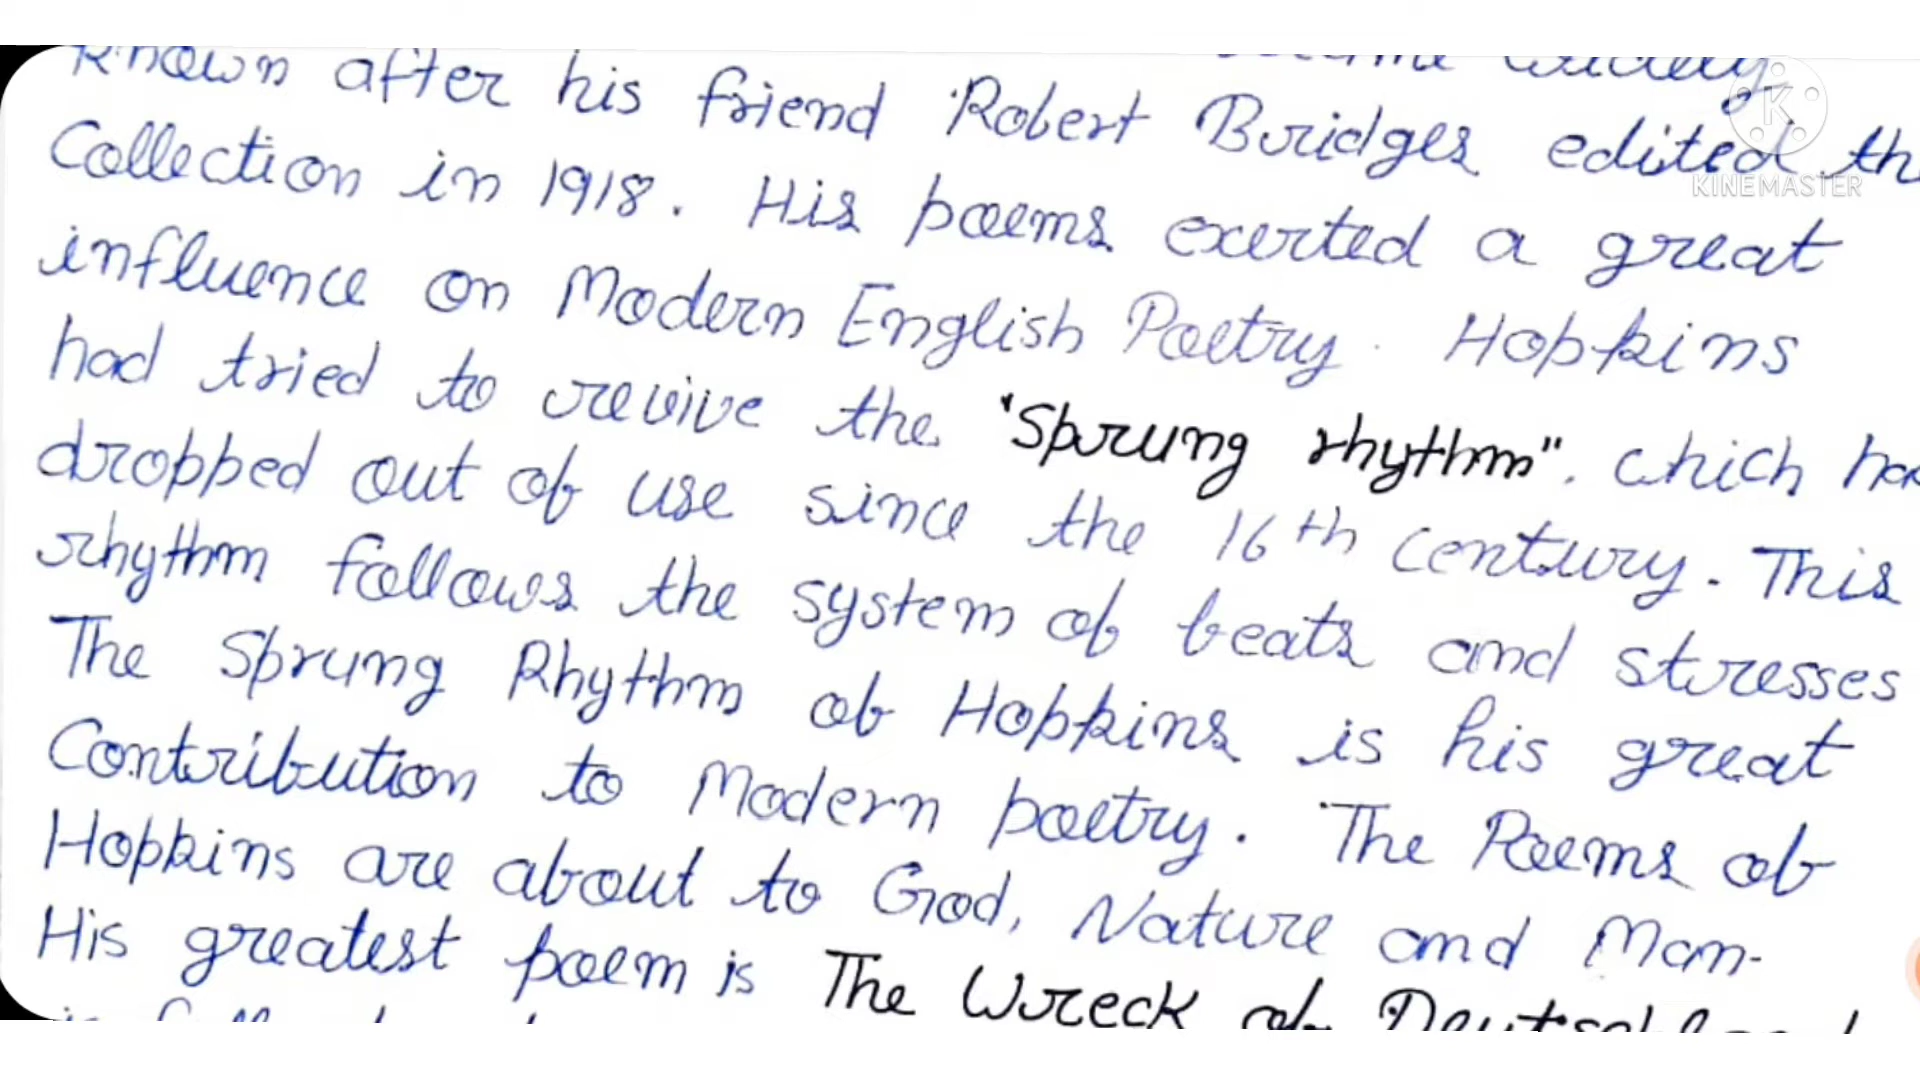 became widely
known after his friend Robert Bridges edited th
Collection in 1918. His poems exerted a great
influence on Modern English Poetry. Hopkins
had tried to revive the "Sprung rhythm". which ha
dropped out of use since the 16th Century. This
rhythm follows the system of beats and stresses
The Sprung Rhythm of Hopkins is his great
Contribution to Modern poetry. The Poems of
Hopkins are about to God, Nature and Man.
His greatest poem is The Wreck of Deutschland
KINEMASTER